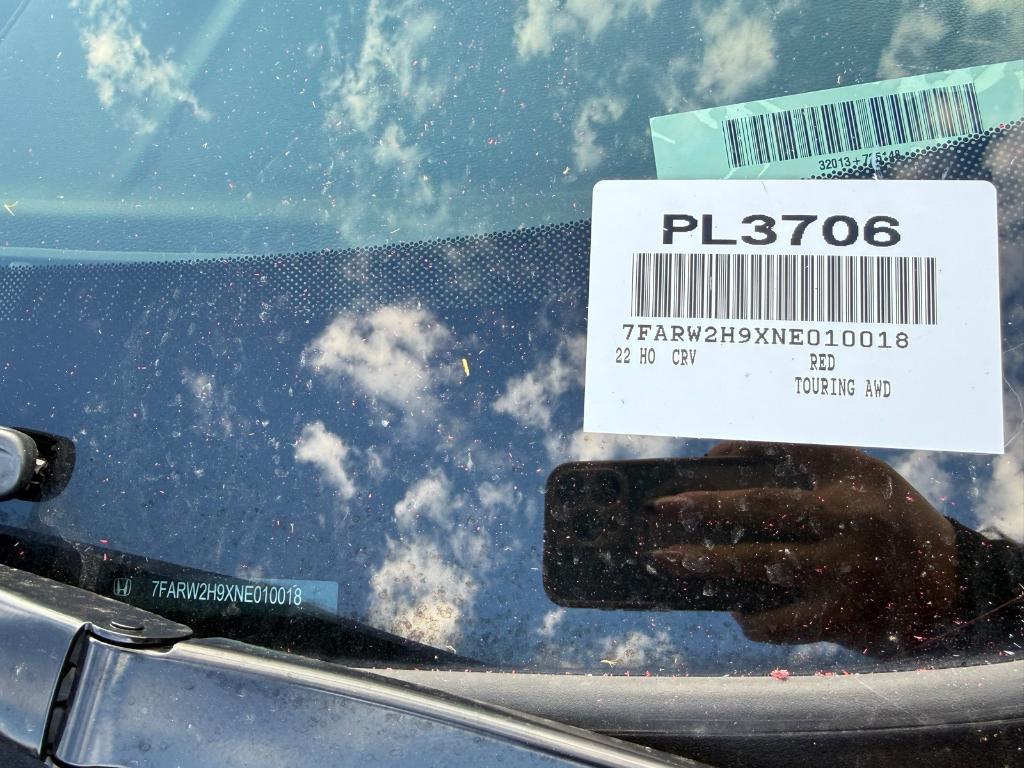 PL3706
7FARW2H9XNE010018
22 HO CRV RED
TOURING AWD
7FARW2H9XNE010018